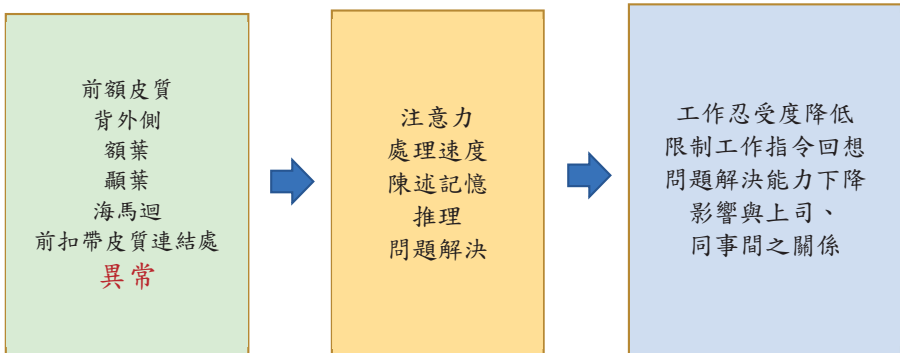 前額皮質
背外側
額葉
顳葉
海馬迴
前扣帶皮質連結處
異常
注意力
處理速度
陳述記憶
推理
問題解決
工作忍受度降低
限制工作指令回想
問題解決能力下降
影響與上司、
同事間之關係